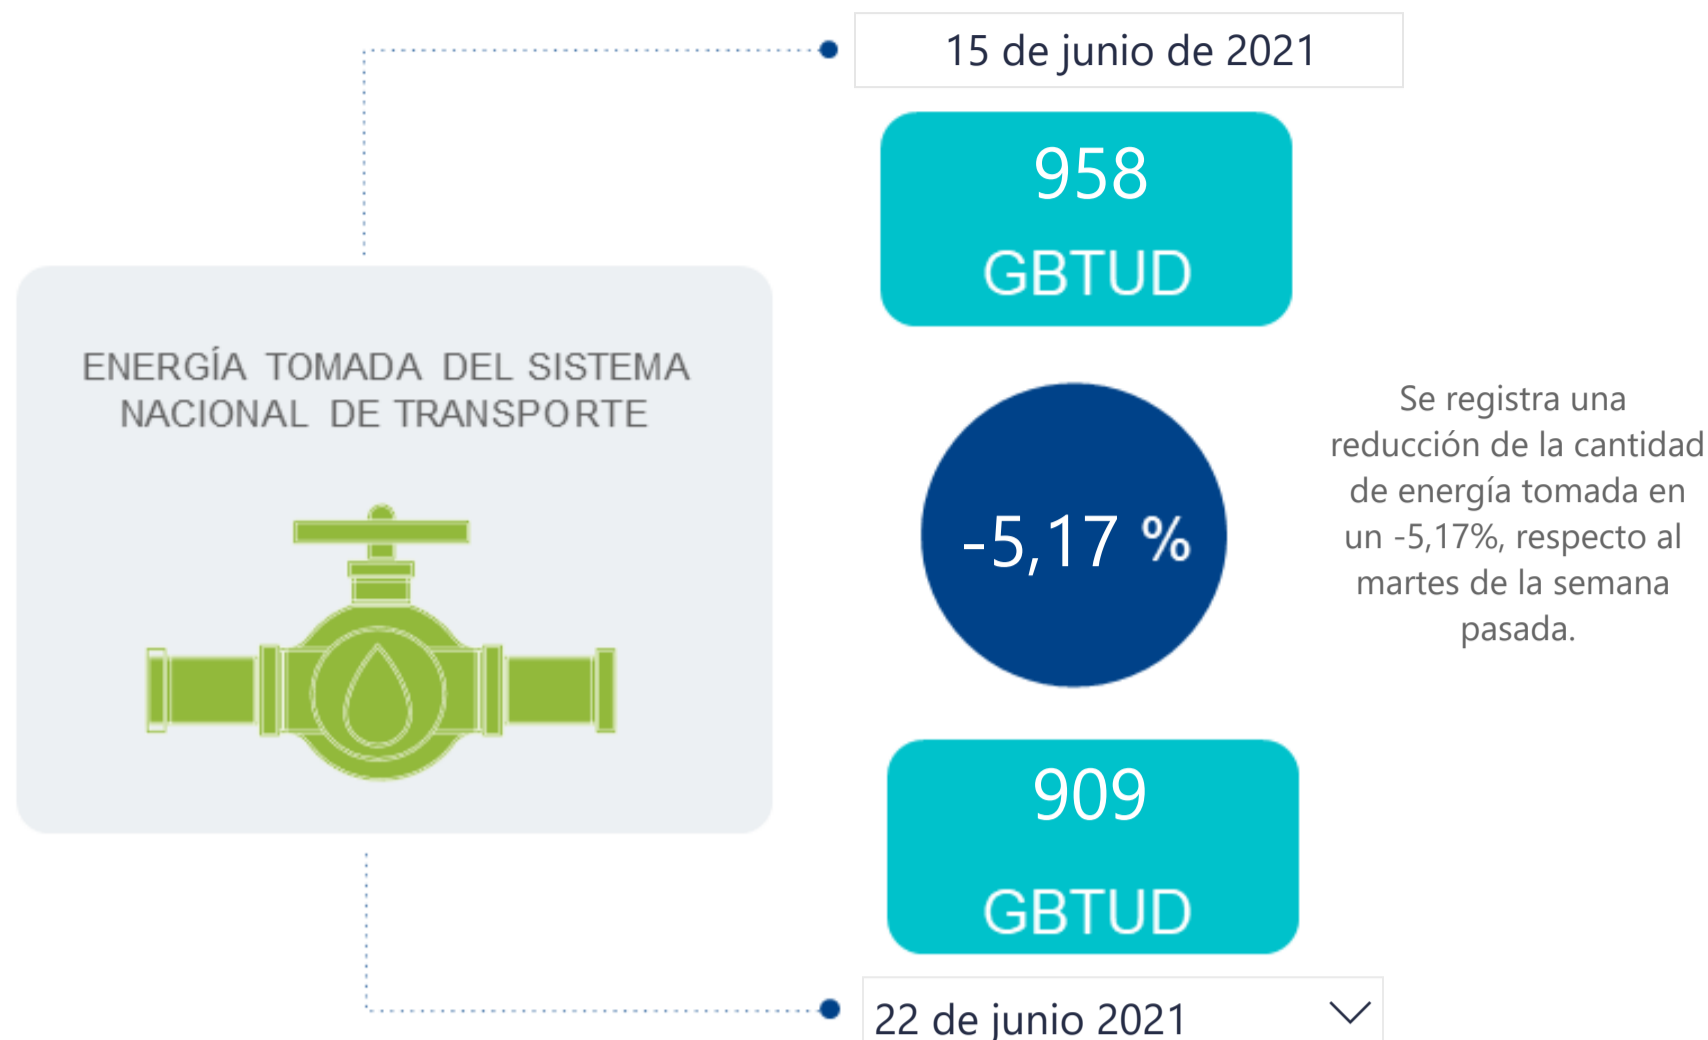 15 de junio de 2021
958
GBTUD
ENERGÍA TOMADA DEL SISTEMA
NACIONAL DE TRANSPORTE
-5,17 %
Se registra una
reducción de la cantidad
de energía tomada en
un -5,17%, respecto al
martes de la semana
pasada.
909
GBTUD
22 de junio 2021